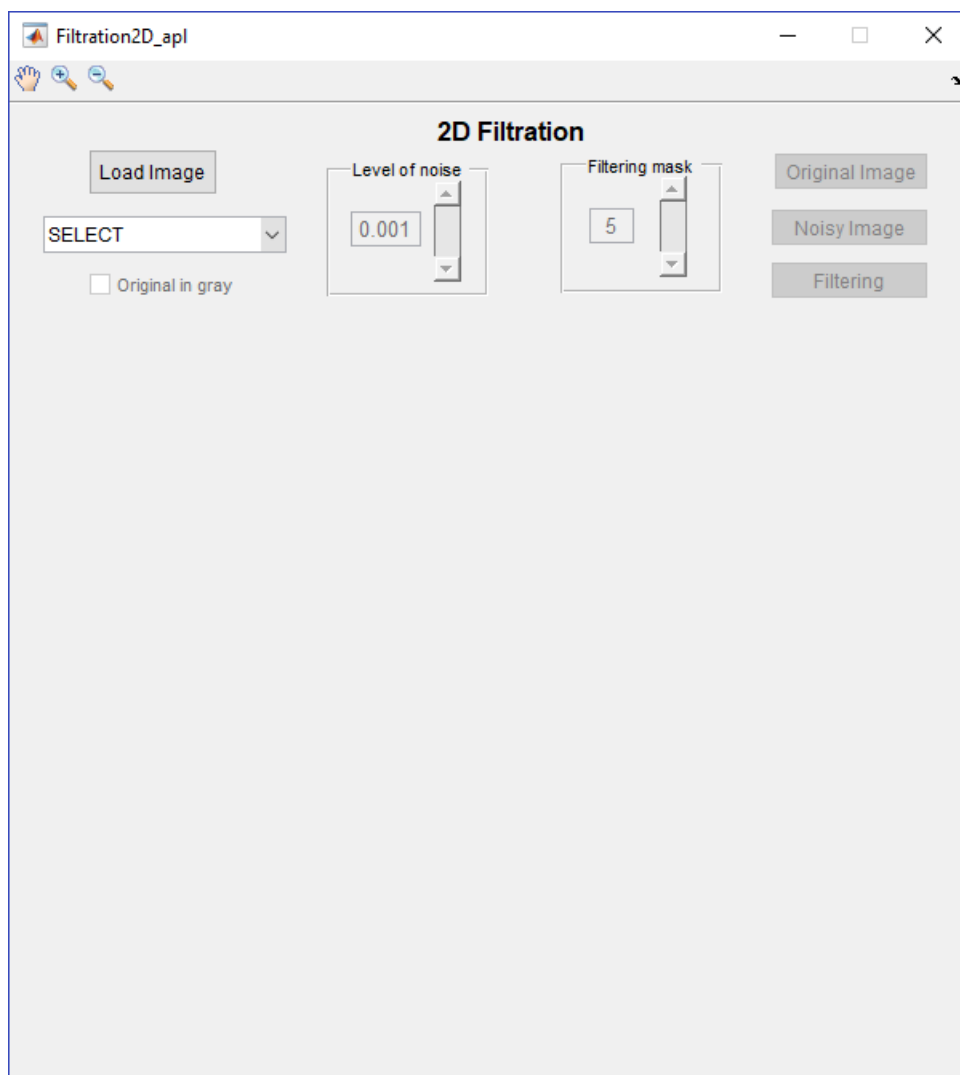 Filtration2D_apl
2D Filtration
Load Image
SELECT
Original in gray
Level of noise
0.001
Filtering mask
5
Original Image
Noisy Image
Filtering